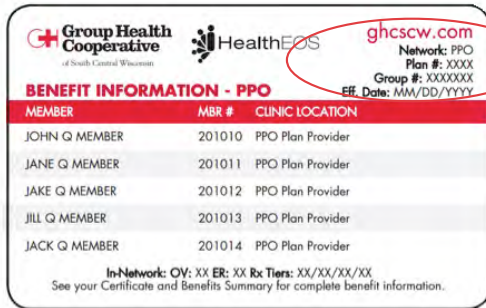 Group Health
Cooperative
of South Central Wisconsin
HealthEOS
ghcscw.com
Network: PPO
Plan #: XXXX
Group #: XXXXXXX
Eff. Date: MM/DD/YYYY
BENEFIT INFORMATION - PPO
MEMBER MBR # CLINIC LOCATION
JOHN Q MEMBER 201010 PPO Plan Provider
JANE Q MEMBER 201011 PPO Plan Provider
JAKE Q MEMBER 201012 PPO Plan Provider
JILL Q MEMBER 201013 PPO Plan Provider
JACK Q MEMBER 201014 PPO Plan Provider
In-Network: OV: XX ER: XX Rx Tiers: XX/XX/XX/XX
See your Certificate and Benefits Summary for complete benefit information.